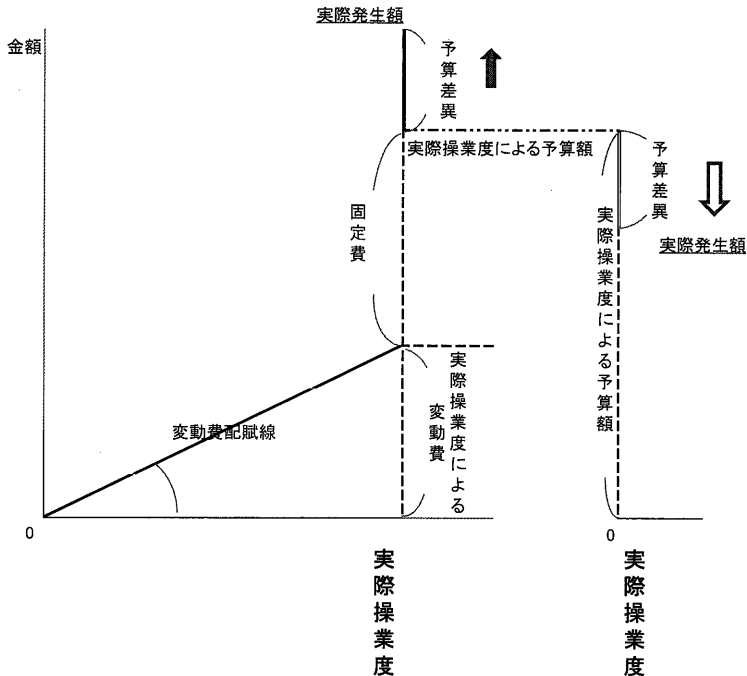 実際発生額
金額
予算差異
実際操業度による予算額
予算差異
固定費
実際操業度による予算額
実際発生額
変動費配賦線
実際操業度による
変動費
0
0
実際操業度
実際操業度